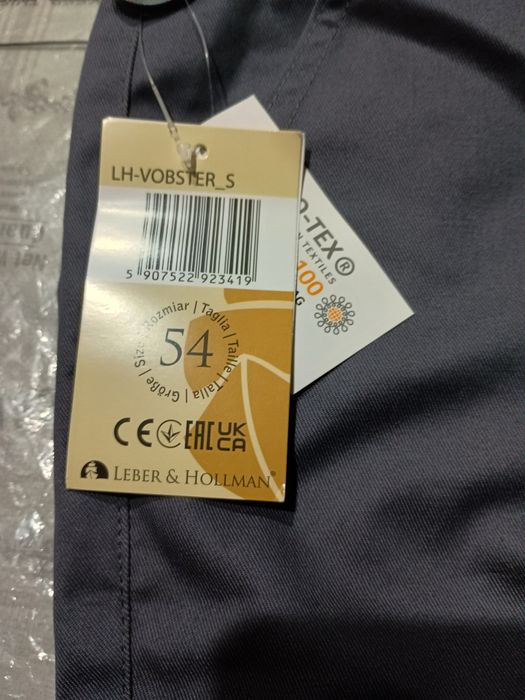 LH-VOBSTER_S
5 907522 923419
Size | Rozmiar | Taglia | Taille | Talla | Größe |
54
CE EAC UK
CA
LEBER & HOLLMAN®
O-TEX®
N TEXTILES
100